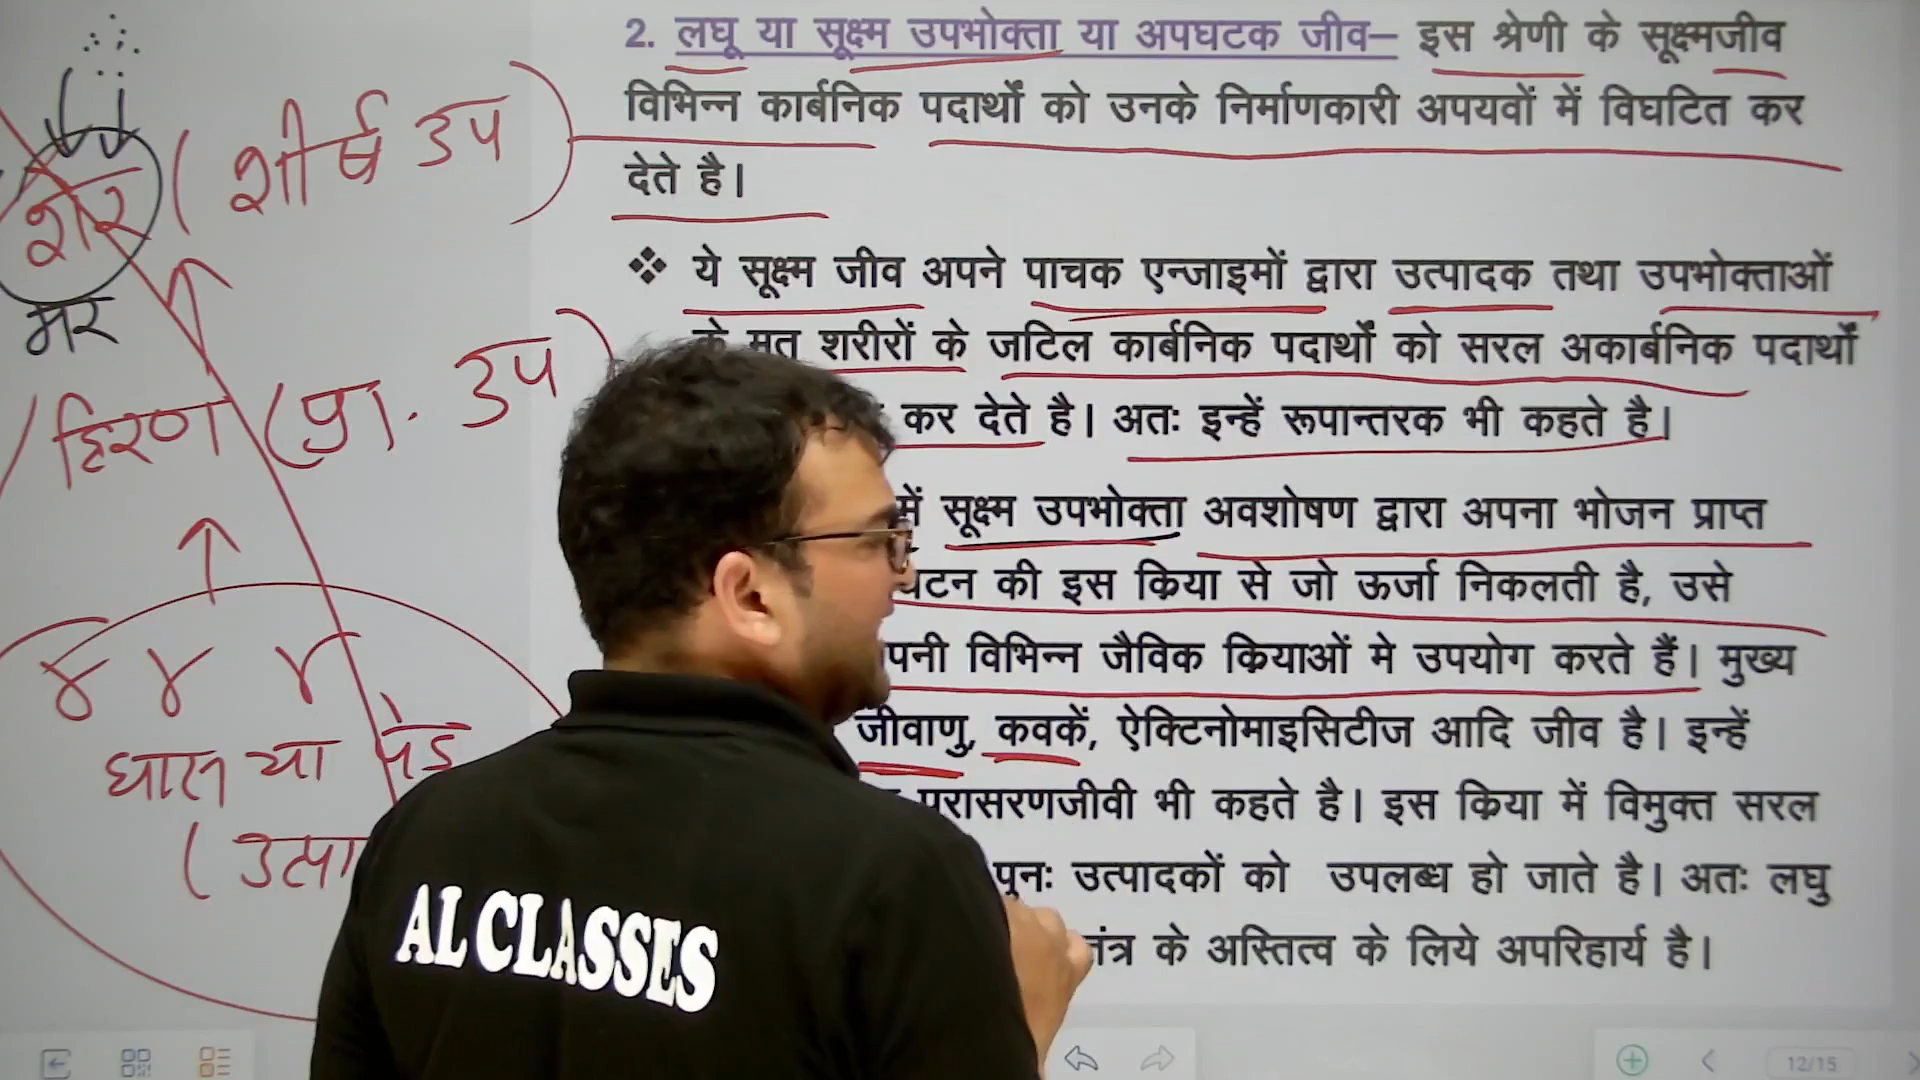 2. लघू या सूक्ष्म उपभोक्ता या अपघटक जीव– इस श्रेणी के सूक्ष्मजीव
विभिन्न कार्बनिक पदार्थों को उनके निर्माणकारी अपयवों में विघटित कर
देते है।
❖ ये सूक्ष्म जीव अपने पाचक एन्जाइमों द्वारा उत्पादक तथा उपभोक्ताओं
के मृत शरीरों के जटिल कार्बनिक पदार्थों को सरल अकार्बनिक पदार्थों
कर देते है। अतः इन्हें रूपान्तरक भी कहते है।
में सूक्ष्म उपभोक्ता अवशोषण द्वारा अपना भोजन प्राप्त
की इस क्रिया से जो ऊर्जा निकलती है, उसे
विभिन्न जैविक क्रियाओं मे उपयोग करते हैं। मुख्य
जीवाणु, कवकें, ऐक्टिनोमाइसिटीज आदि जीव है। इन्हें
परासरणजीवी भी कहते है। इस क्रिया में विमुक्त सरल
पुनः उत्पादकों को उपलब्ध हो जाते है। अतः लघु
के अस्तित्व के लिये अपरिहार्य है।
शेर (शीर्ष उप)
मर
हिरण (प्रा. उप)
घास या पेड़
(उत्पा
AL CLASSES
12/15